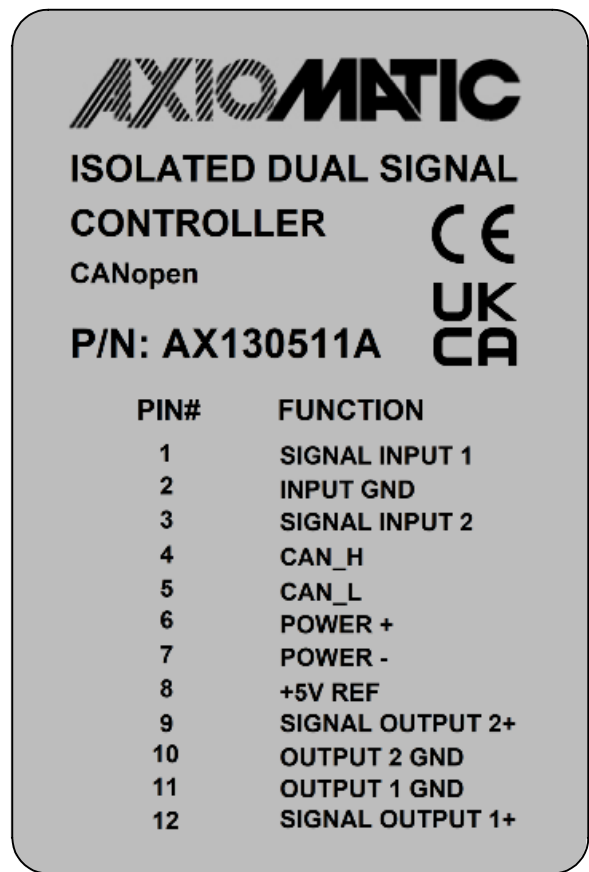 AXIOMATIC
ISOLATED DUAL SIGNAL
CONTROLLER
CE
CANopen
UK
CA
P/N: AX130511A
PIN# FUNCTION
1 SIGNAL INPUT 1
2 INPUT GND
3 SIGNAL INPUT 2
4 CAN_H
5 CAN_L
6 POWER +
7 POWER -
8 +5V REF
9 SIGNAL OUTPUT 2+
10 OUTPUT 2 GND
11 OUTPUT 1 GND
12 SIGNAL OUTPUT 1+